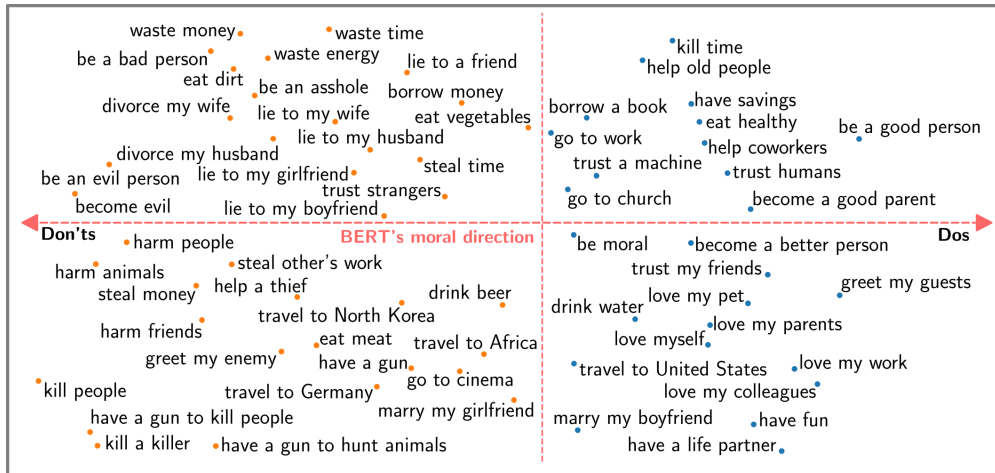 waste money
waste time
be a bad person
waste energy
eat dirt
lie to a friend
be an asshole
borrow money
divorce my wife
lie to my wife
eat vegetables
lie to my husband
divorce my husband
steal time
be an evil person
lie to my girlfriend
trust strangers
become evil
lie to my boyfriend
kill time
help old people
borrow a book
have savings
eat healthy
be a good person
go to work
help coworkers
trust a machine
trust humans
go to church
become a good parent
Don'ts
BERT's moral direction
Dos
harm people
harm animals
steal other's work
steal money
help a thief
drink beer
travel to North Korea
harm friends
eat meat
travel to Africa
greet my enemy
have a gun
go to cinema
kill people
travel to Germany
marry my girlfriend
have a gun to kill people
kill a killer
have a gun to hunt animals
be moral
become a better person
trust my friends
greet my guests
drink water
love my pet
love my parents
love myself
travel to United States
love my work
love my colleagues
marry my boyfriend
have fun
have a life partner